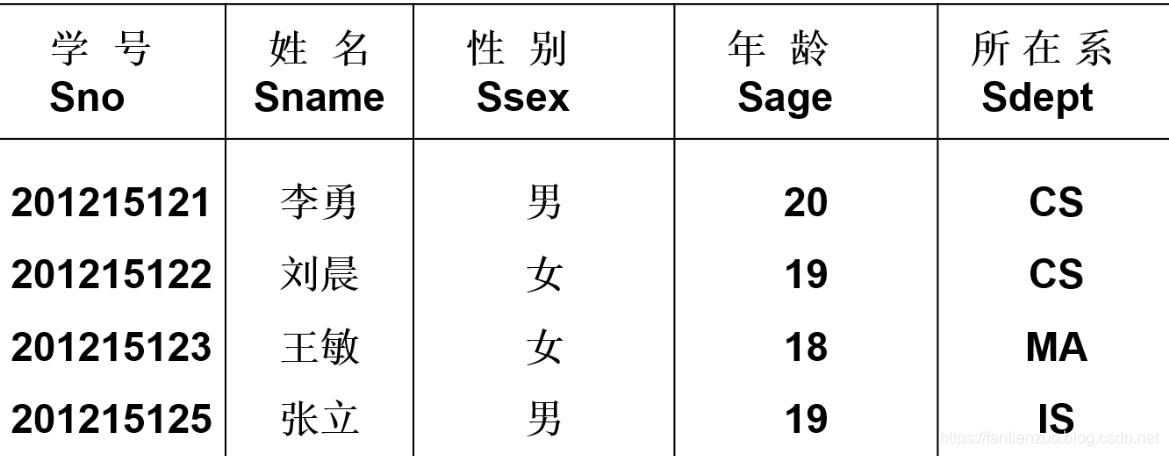 学 号 姓 名 性 别 年 龄 所 在 系
Sno Sname Ssex Sage Sdept
201215121 李勇 男 20 CS
201215122 刘晨 女 19 CS
201215123 王敏 女 18 MA
201215125 张立 男 19 IS
https://fantianzuo.blog.csdn.net